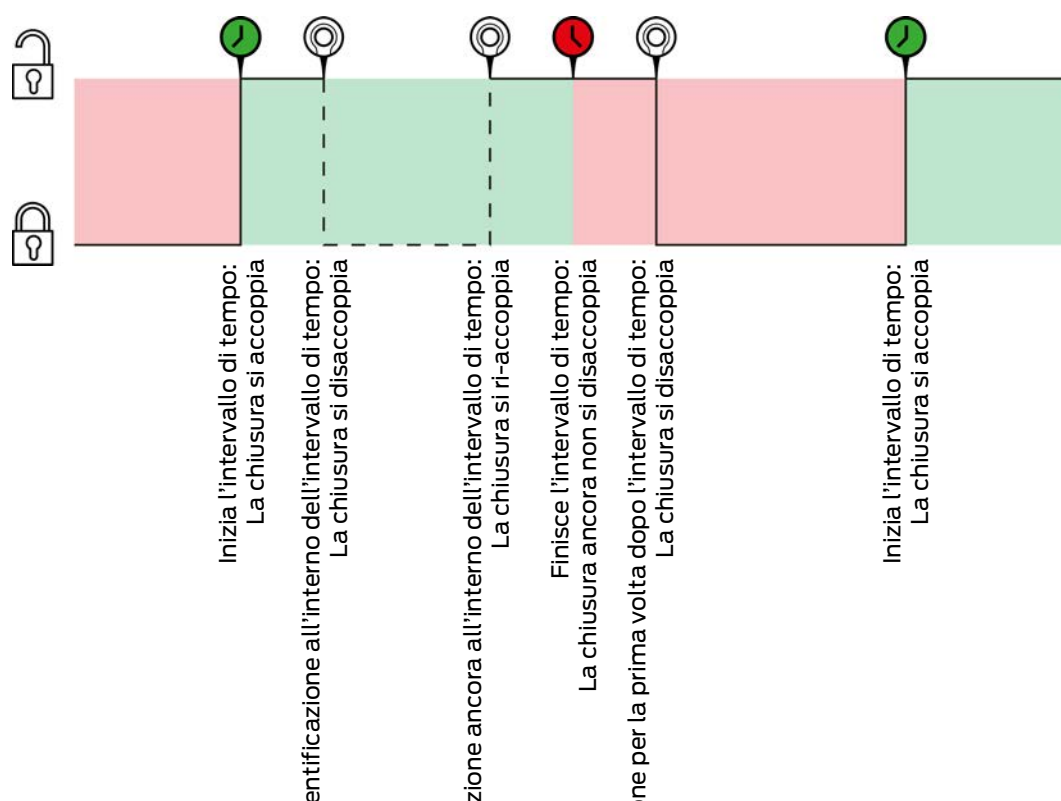 Inizia l'intervallo di tempo:
La chiusura si accoppia
all'interno dell'intervallo di tempo:
La chiusura si disaccoppia
ancora all'interno dell'intervallo di tempo:
La chiusura si ri-accoppia
Finisce l'intervallo di tempo:
La chiusura ancora non si disaccoppia
per la prima volta dopo l'intervallo di tempo:
La chiusura si disaccoppia
Inizia l'intervallo di tempo:
La chiusura si accoppia